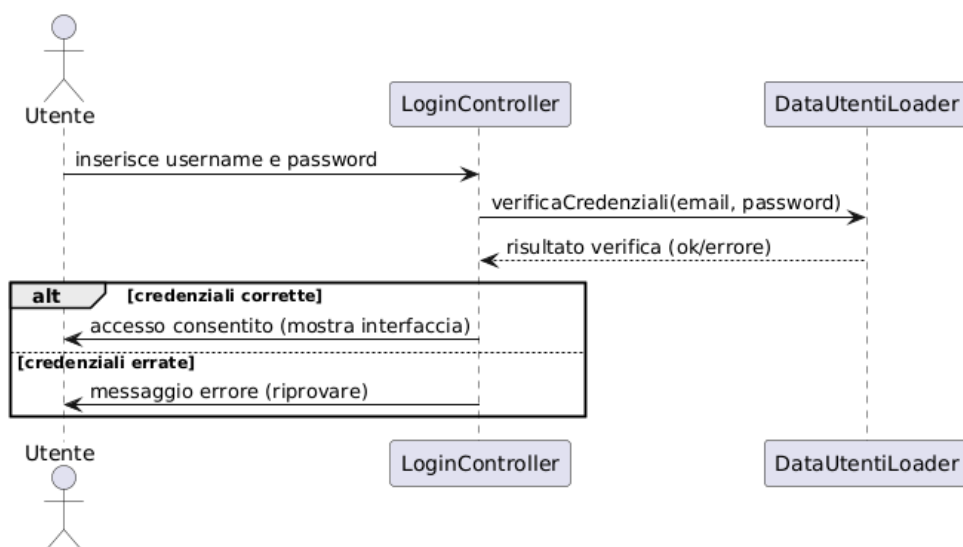 Utente
LoginController
DataUtentiLoader
inserisce username e password
verificaCredenziali(email, password)
risultato verifica (ok/errore)
alt
[credenziali corrette]
accesso consentito (mostra interfaccia)
[credenziali errate]
messaggio errore (riprovare)
Utente
LoginController
DataUtentiLoader